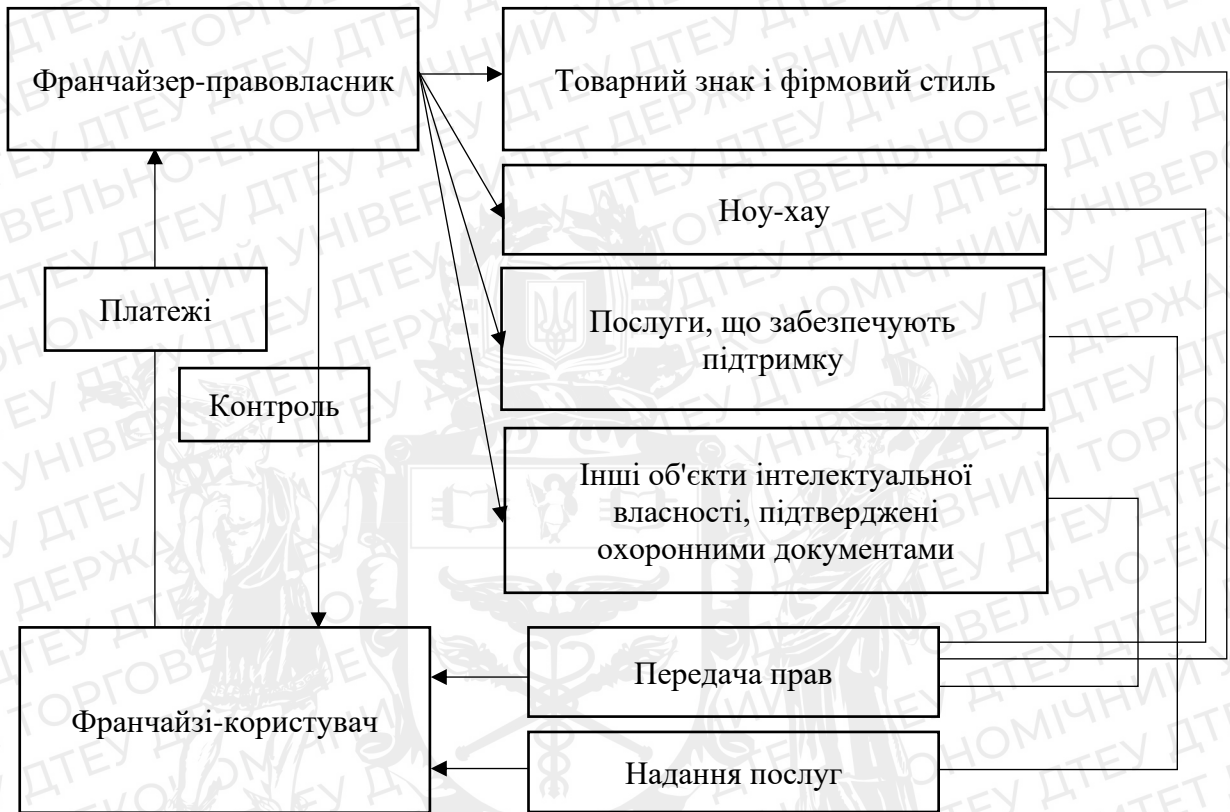 Франчайзер-правовласник
Товарний знак і фірмовий стиль
Ноу-хау
Платежі
Послуги, що забезпечують
підтримку
Контроль
Інші об'єкти інтелектуальної
власності, підтверджені
охоронними документами
Передача прав
Франчайзі-користувач
Надання послуг